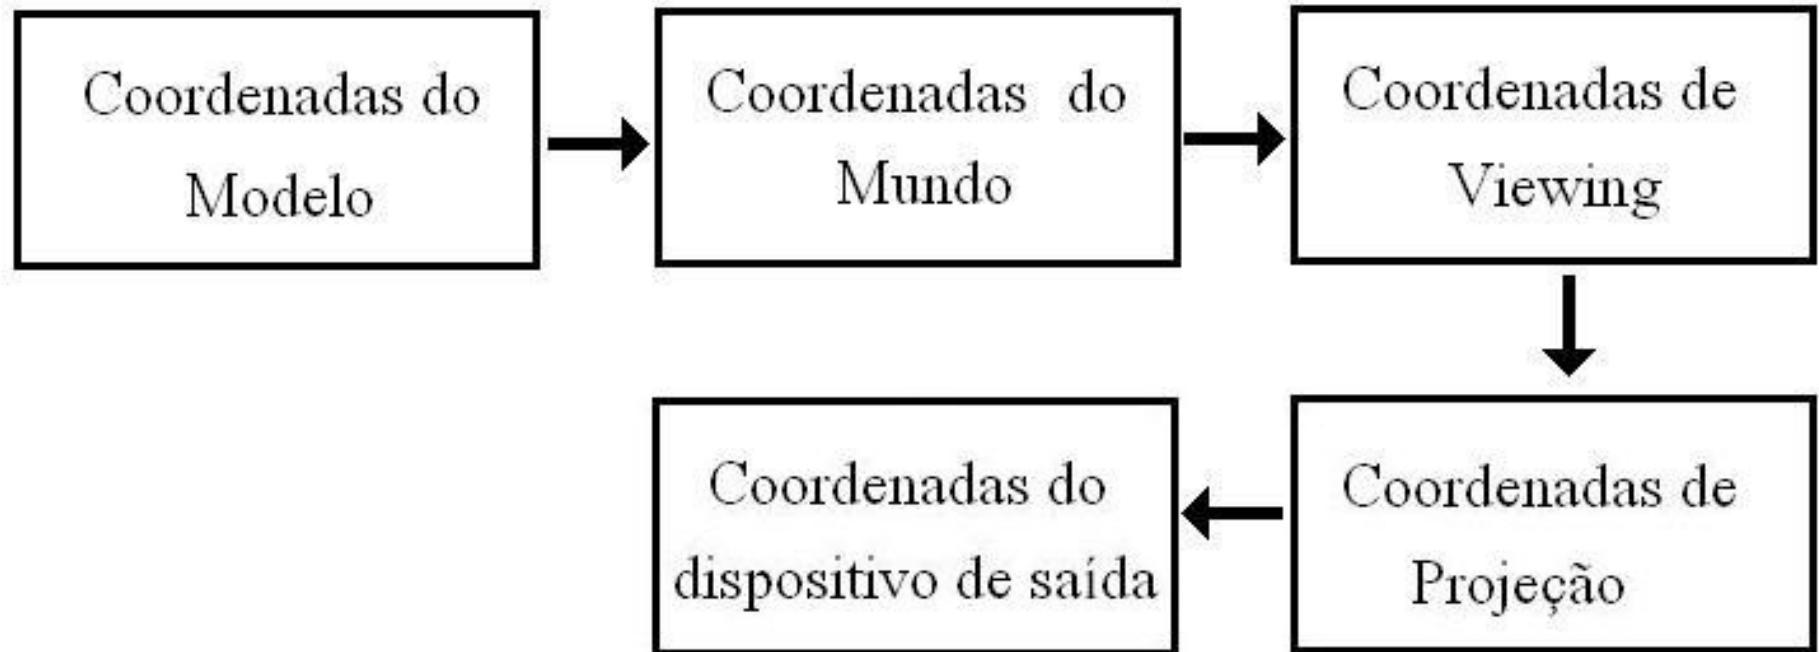 Coordenadas do
Modelo
Coordenadas do
Mundo
Coordenadas de
Viewing
Coordenadas de
Projeção
Coordenadas do
dispositivo de saída